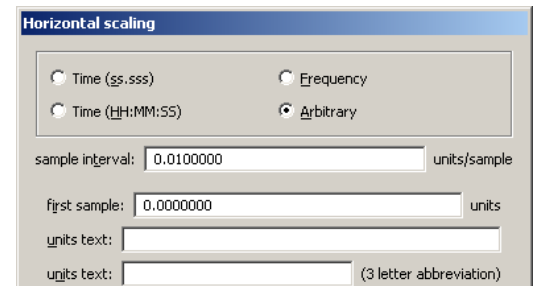 Horizontal scaling
Time (ss.sss) Frequency
Time (HH:MM:SS) Arbitrary
sample interval: 0.0100000 units/sample
first sample: 0.0000000 units
units text:
units text: (3 letter abbreviation)